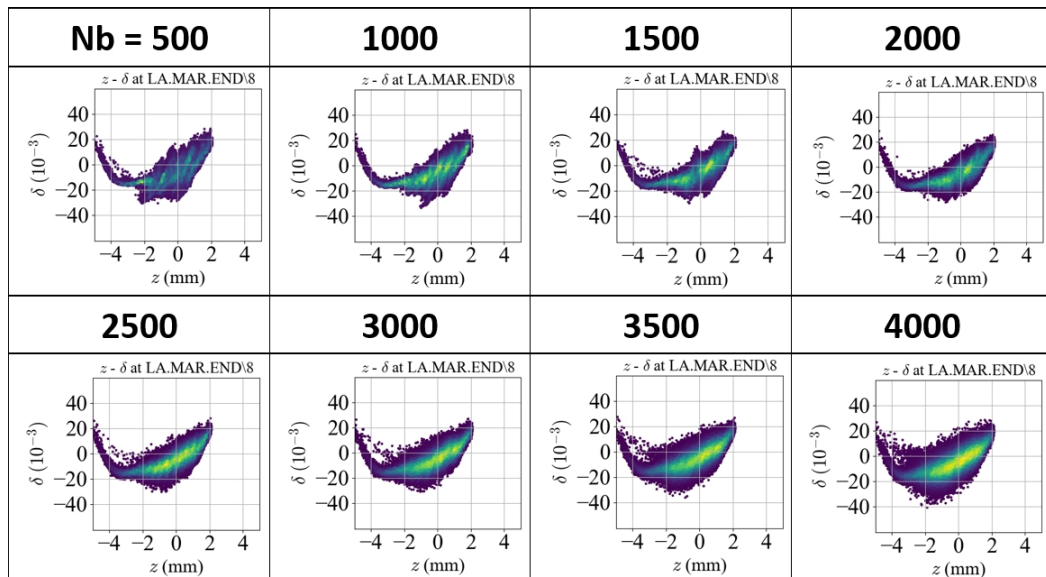 Nb = 500 1000 1500 2000
z - δ at LA.MAR.END\8 z - δ at LA.MAR.END\8 z - δ at LA.MAR.END\8 z - δ at LA.MAR.END\8
40 40 40 40
20 20 20 20
0 0 0 0
−20 −20 −20 −20
−40 −40 −40 −40
δ (10⁻³) δ (10⁻³) δ (10⁻³) δ (10⁻³)
−4 −2 0 2 4 −4 −2 0 2 4 −4 −2 0 2 4 −4 −2 0 2 4
z (mm) z (mm) z (mm) z (mm)
2500 3000 3500 4000
z - δ at LA.MAR.END\8 z - δ at LA.MAR.END\8 z - δ at LA.MAR.END\8 z - δ at LA.MAR.END\8
40 40 40 40
20 20 20 20
0 0 0 0
−20 −20 −20 −20
−40 −40 −40 −40
δ (10⁻³) δ (10⁻³) δ (10⁻³) δ (10⁻³)
−4 −2 0 2 4 −4 −2 0 2 4 −4 −2 0 2 4 −4 −2 0 2 4
z (mm) z (mm) z (mm) z (mm)